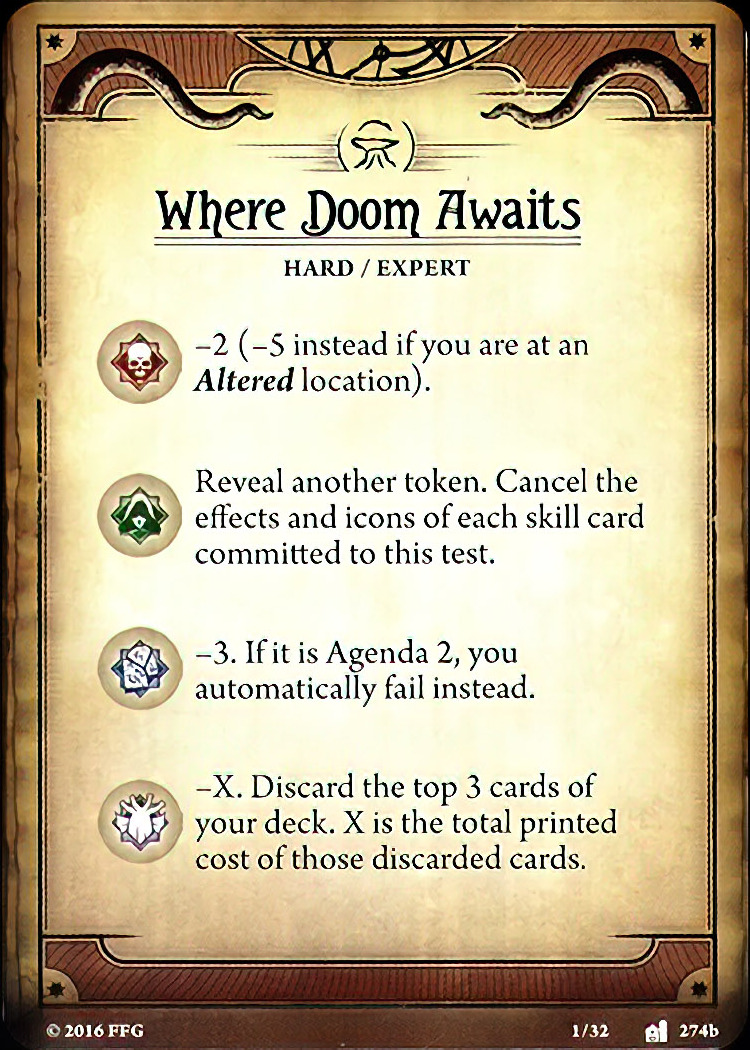 Where Doom Awaits
HARD / EXPERT
–2 (–5 instead if you are at an
Altered location).
Reveal another token. Cancel the
effects and icons of each skill card
committed to this test.
–3. If it is Agenda 2, you
automatically fail instead.
–X. Discard the top 3 cards of
your deck. X is the total printed
cost of those discarded cards.
© 2016 FFG
1/32
274b